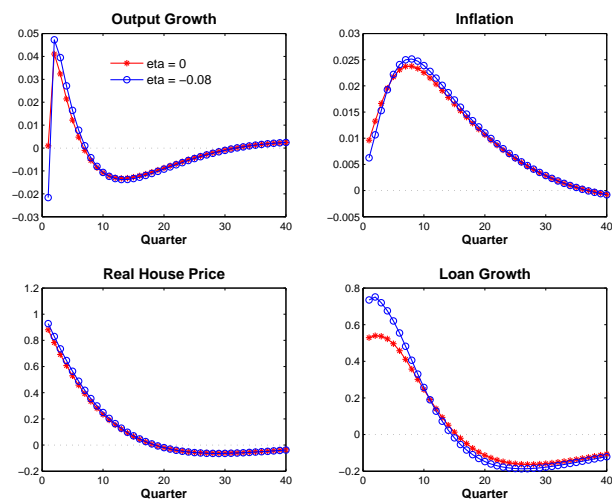 Output Growth
0.05
0.04
0.03
0.02
0.01
0
−0.01
−0.02
−0.03
eta = 0
eta = −0.08
0 10 20 30 40
Quarter
Inflation
0.03
0.025
0.02
0.015
0.01
0.005
0
−0.005
0 10 20 30 40
Quarter
Real House Price
1.2
1
0.8
0.6
0.4
0.2
0
−0.2
0 10 20 30 40
Quarter
Loan Growth
0.8
0.6
0.4
0.2
0
−0.2
0 10 20 30 40
Quarter